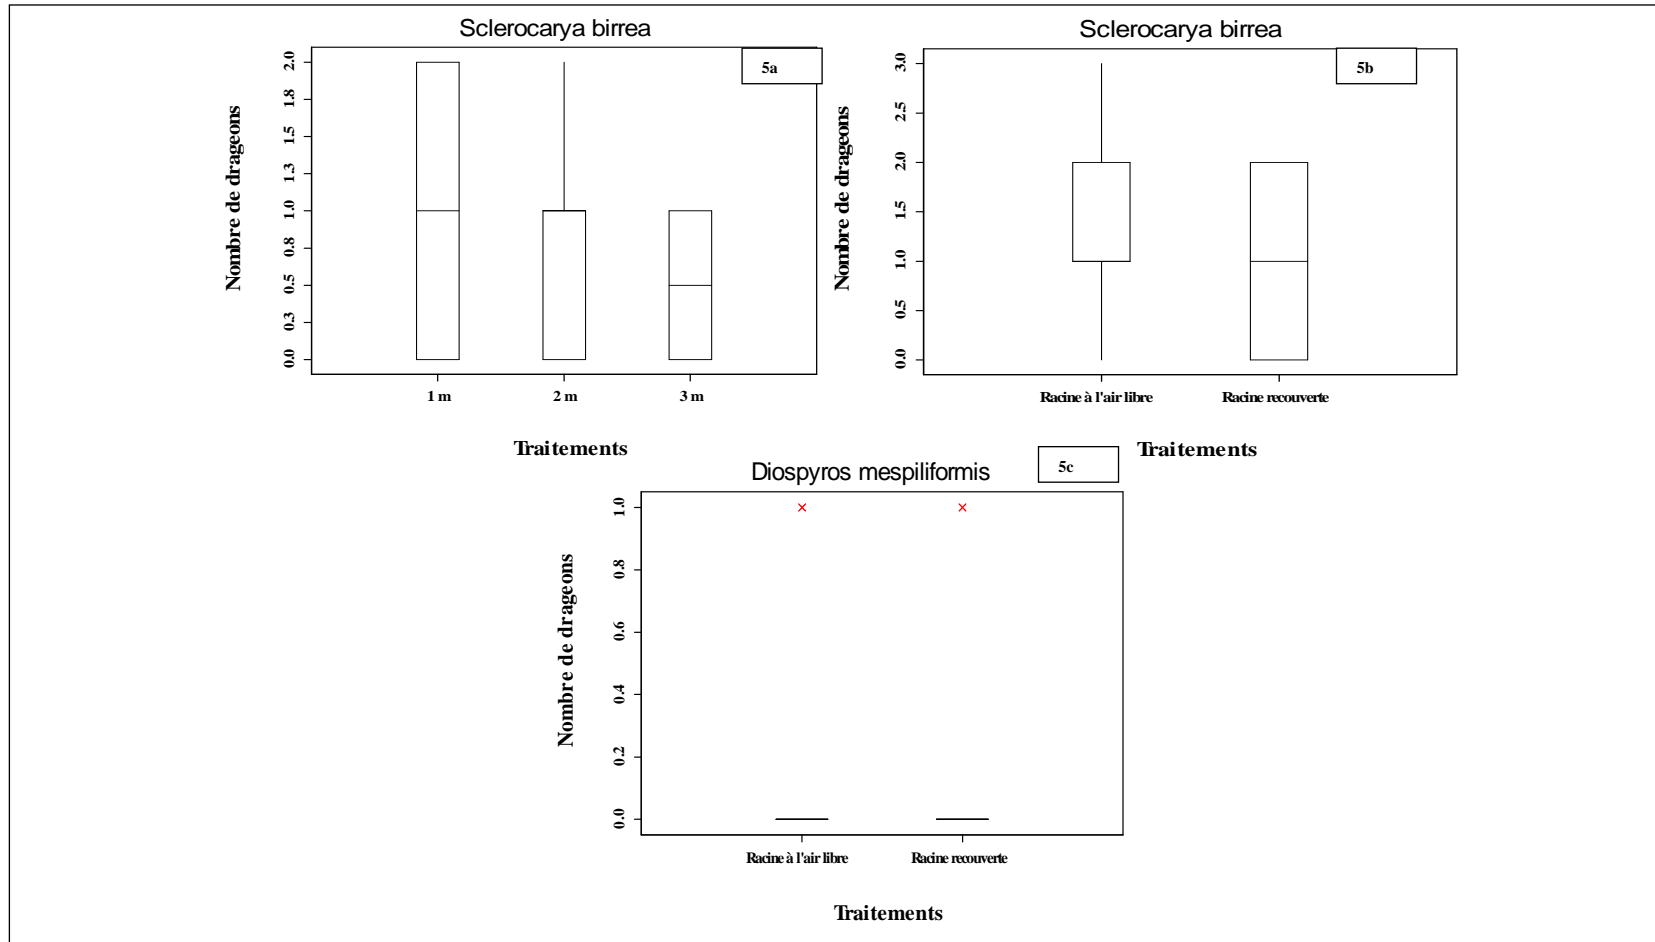 Sclerocarya birrea
5a
Nombre de drageons
2.0
1.8
1.5
1.3
1.0
0.8
0.5
0.3
0.0
1 m 2 m 3 m
Traitements
Sclerocarya birrea
5b
Nombre de drageons
3.0
2.5
2.0
1.5
1.0
0.5
0.0
Racine à l'air libre Racine recouverte
Traitements
Diospyros mespiliformis
5c
Nombre de drageons
1.0
0.8
0.6
0.4
0.2
0.0
Racine à l'air libre Racine recouverte
Traitements